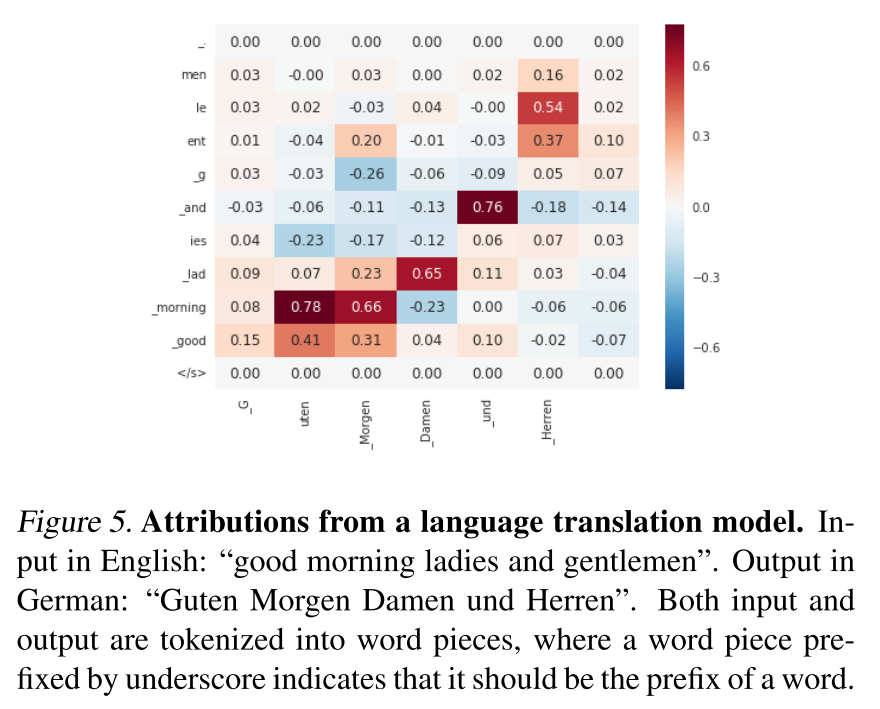 _. 0.00 0.00 0.00 0.00 0.00 0.00 0.00
men 0.03 -0.00 0.03 0.00 0.02 0.16 0.02
le 0.03 0.02 -0.03 0.04 -0.00 0.54 0.02
ent 0.01 -0.04 0.20 -0.01 -0.03 0.37 0.10
_g 0.03 -0.03 -0.26 -0.06 -0.09 0.05 0.07
_and -0.03 -0.06 -0.11 -0.13 0.76 -0.18 -0.14
ies 0.04 -0.23 -0.17 -0.12 0.06 0.07 0.03
_lad 0.09 0.07 0.23 0.65 0.11 0.03 -0.04
_morning 0.08 0.78 0.66 -0.23 0.00 -0.06 -0.06
_good 0.15 0.41 0.31 0.04 0.10 -0.02 -0.07
</s> 0.00 0.00 0.00 0.00 0.00 0.00 0.00
_G uten _Morgen _Damen _und _Herren
0.6
0.3
0.0
−0.3
−0.6
Figure 5. Attributions from a language translation model. In-
put in English: “good morning ladies and gentlemen”. Output in
German: “Guten Morgen Damen und Herren”. Both input and
output are tokenized into word pieces, where a word piece pre-
fixed by underscore indicates that it should be the prefix of a word.